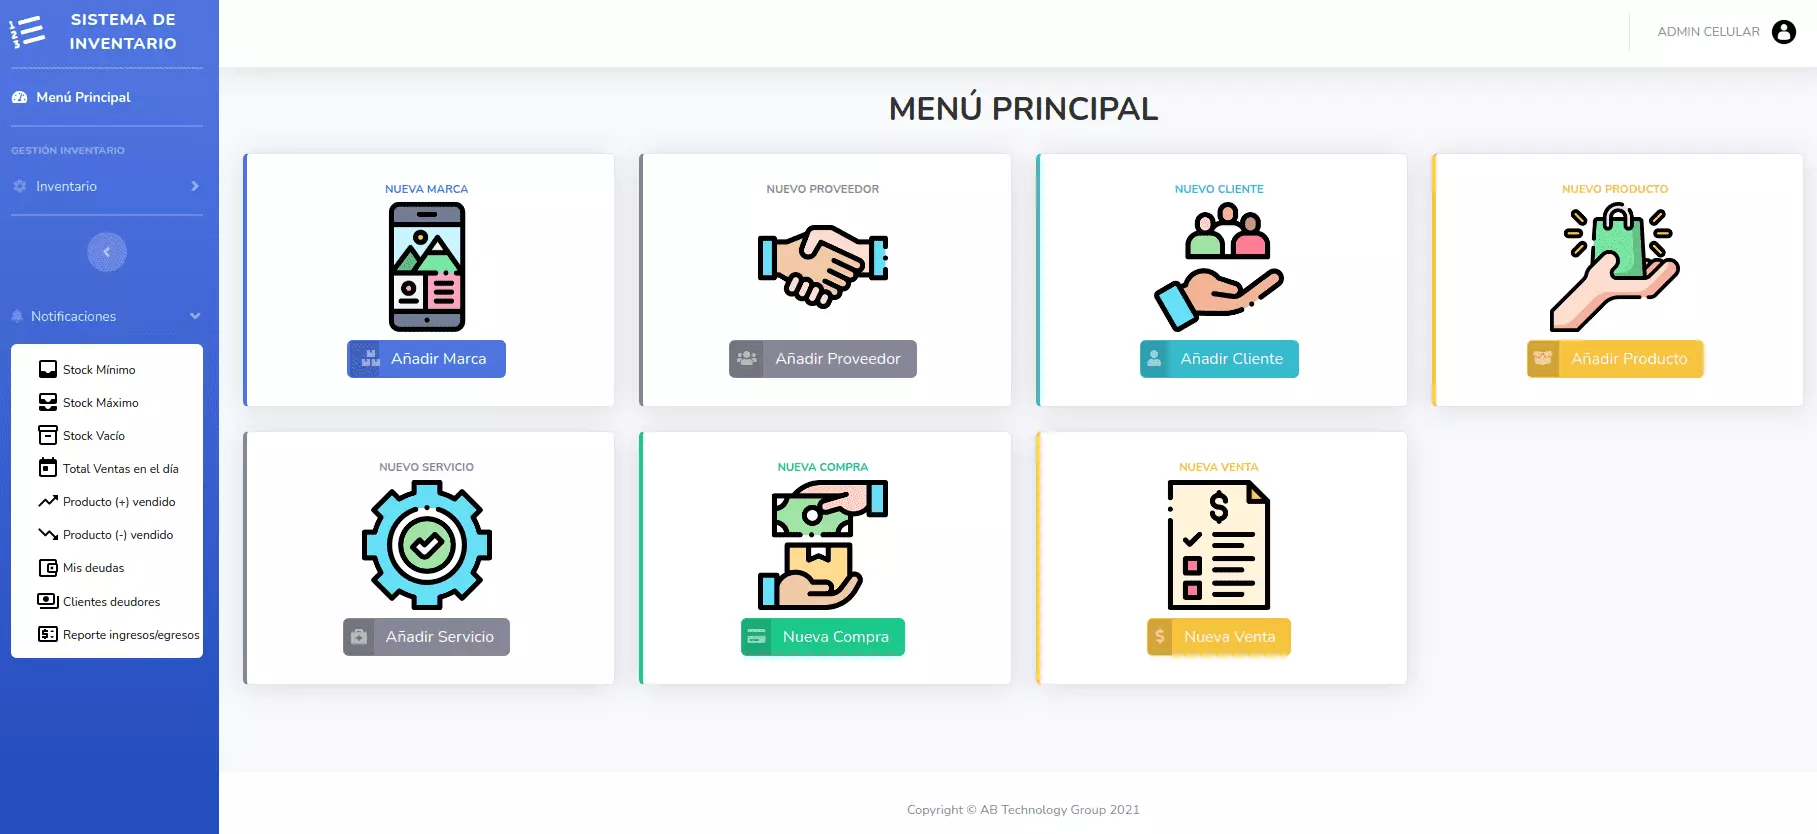 SISTEMA DE
INVENTARIO
Menú Principal
GESTIÓN INVENTARIO
Inventario
Notificaciones
Stock Mínimo
Stock Máximo
Stock Vacío
Total Ventas en el día
Producto (+) vendido
Producto (-) vendido
Mis deudas
Clientes deudores
Reporte ingresos/egresos
ADMIN CELULAR
MENÚ PRINCIPAL
NUEVA MARCA
Añadir Marca
NUEVO PROVEEDOR
Añadir Proveedor
NUEVO CLIENTE
Añadir Cliente
NUEVO PRODUCTO
Añadir Producto
NUEVO SERVICIO
Añadir Servicio
NUEVA COMPRA
Nueva Compra
NUEVA VENTA
$
$
Nueva Venta
Copyright © AB Technology Group 2021